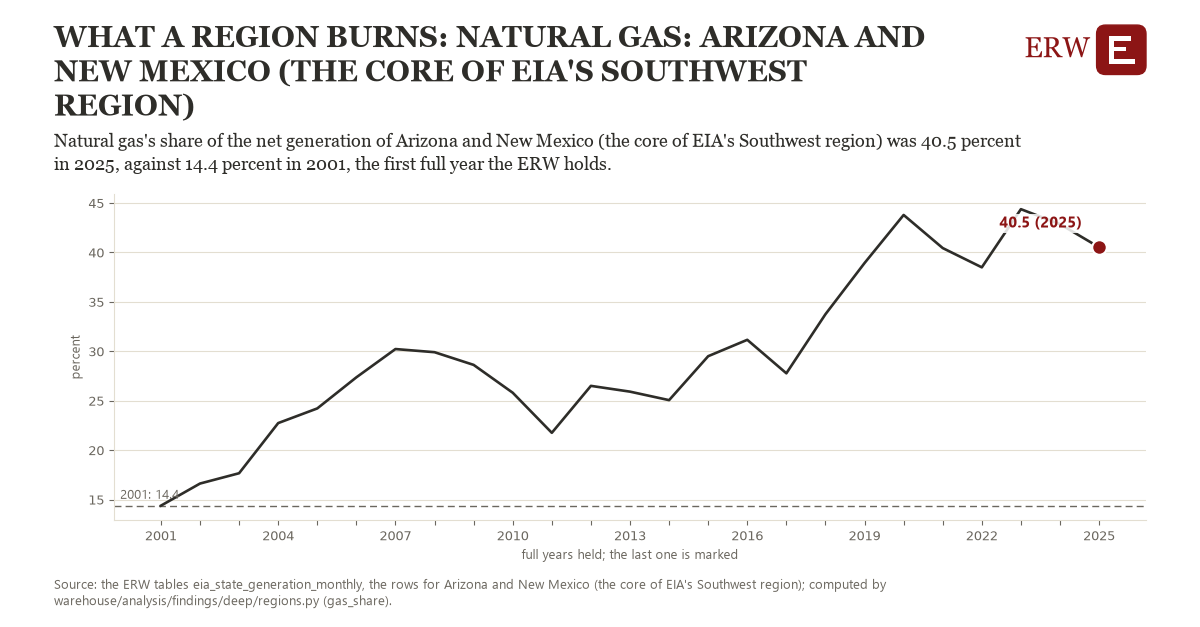 WHAT A REGION BURNS: NATURAL GAS: ARIZONA AND
NEW MEXICO (THE CORE OF EIA'S SOUTHWEST
REGION)
ERW E
Natural gas's share of the net generation of Arizona and New Mexico (the core of EIA's Southwest region) was 40.5 percent
in 2025, against 14.4 percent in 2001, the first full year the ERW holds.
45
40
35
30
25
20
15
percent
40.5 (2025)
2001: 14.4
2001 2004 2007 2010 2013 2016 2019 2022 2025
full years held; the last one is marked
Source: the ERW tables eia_state_generation_monthly, the rows for Arizona and New Mexico (the core of EIA's Southwest region); computed by
warehouse/analysis/findings/deep/regions.py (gas_share).